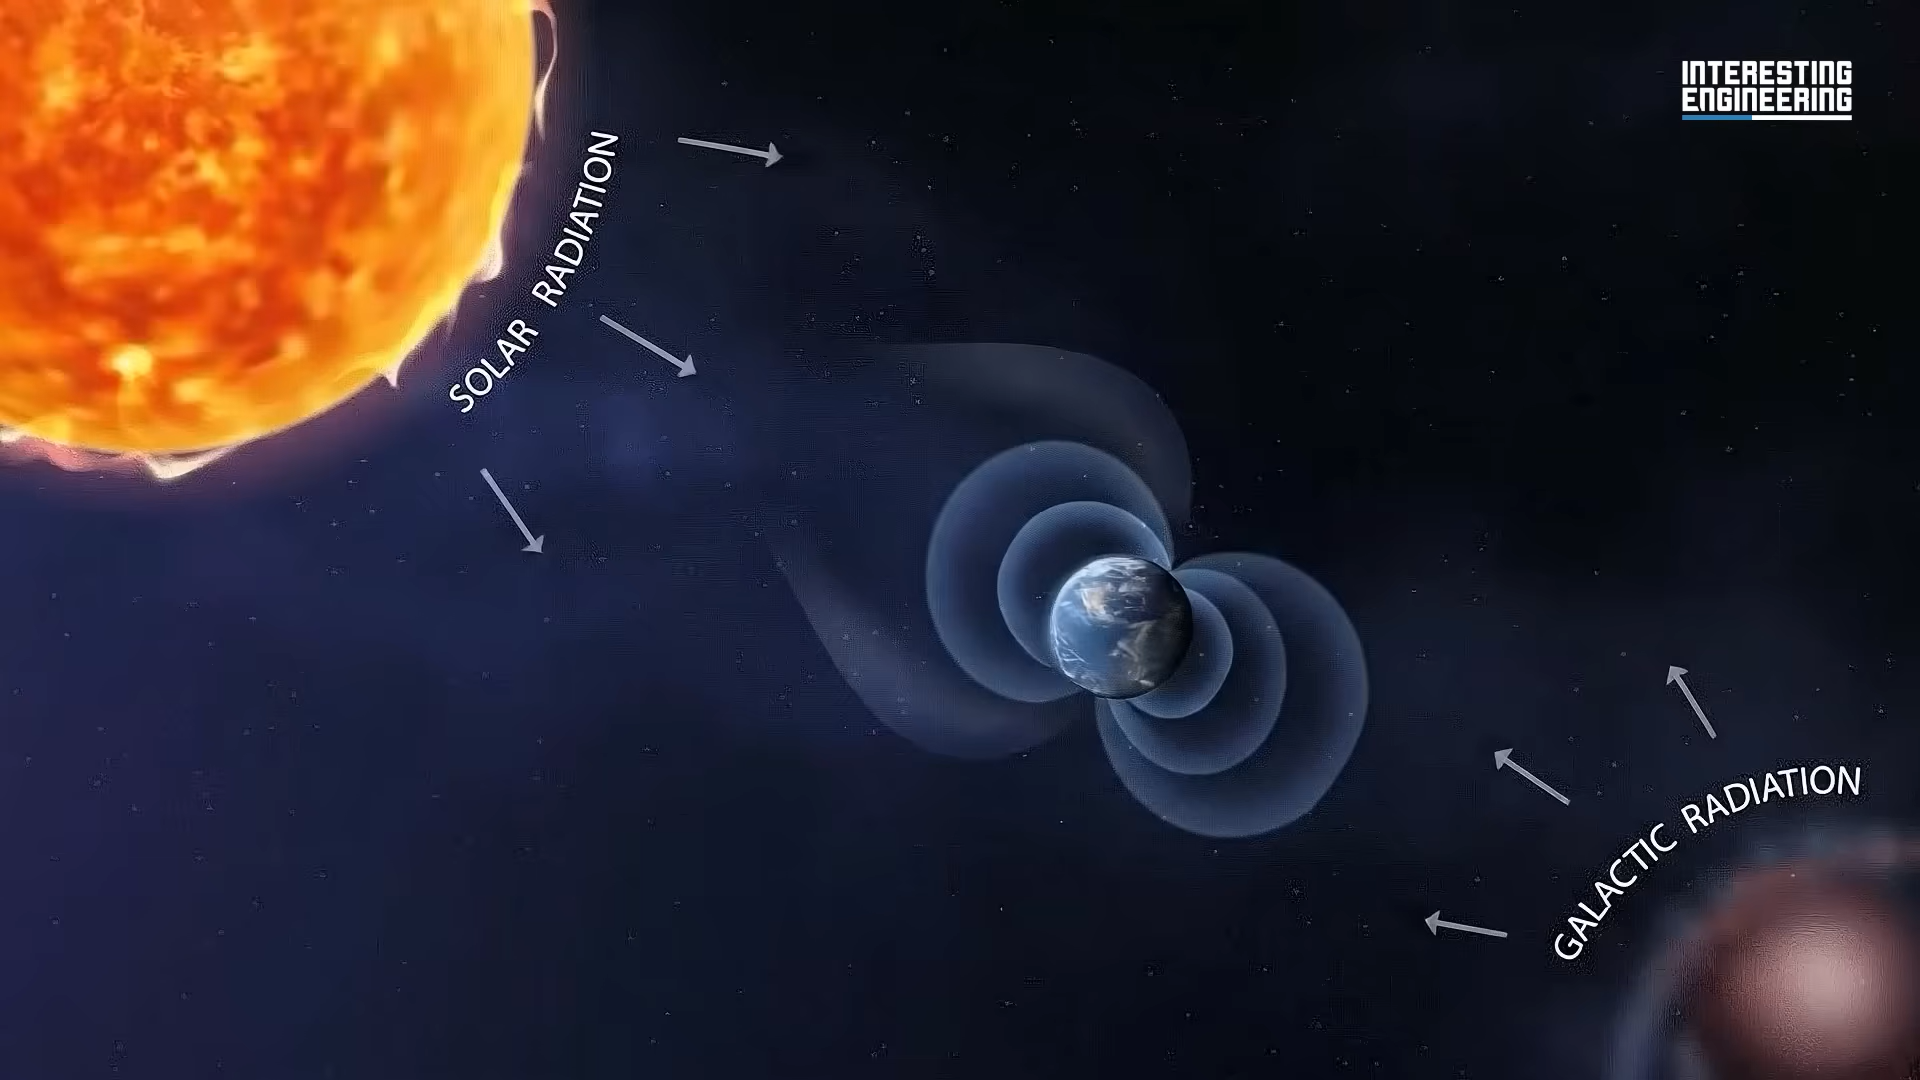 INTERESTING
ENGINEERING
SOLAR RADIATION
GALACTIC RADIATION